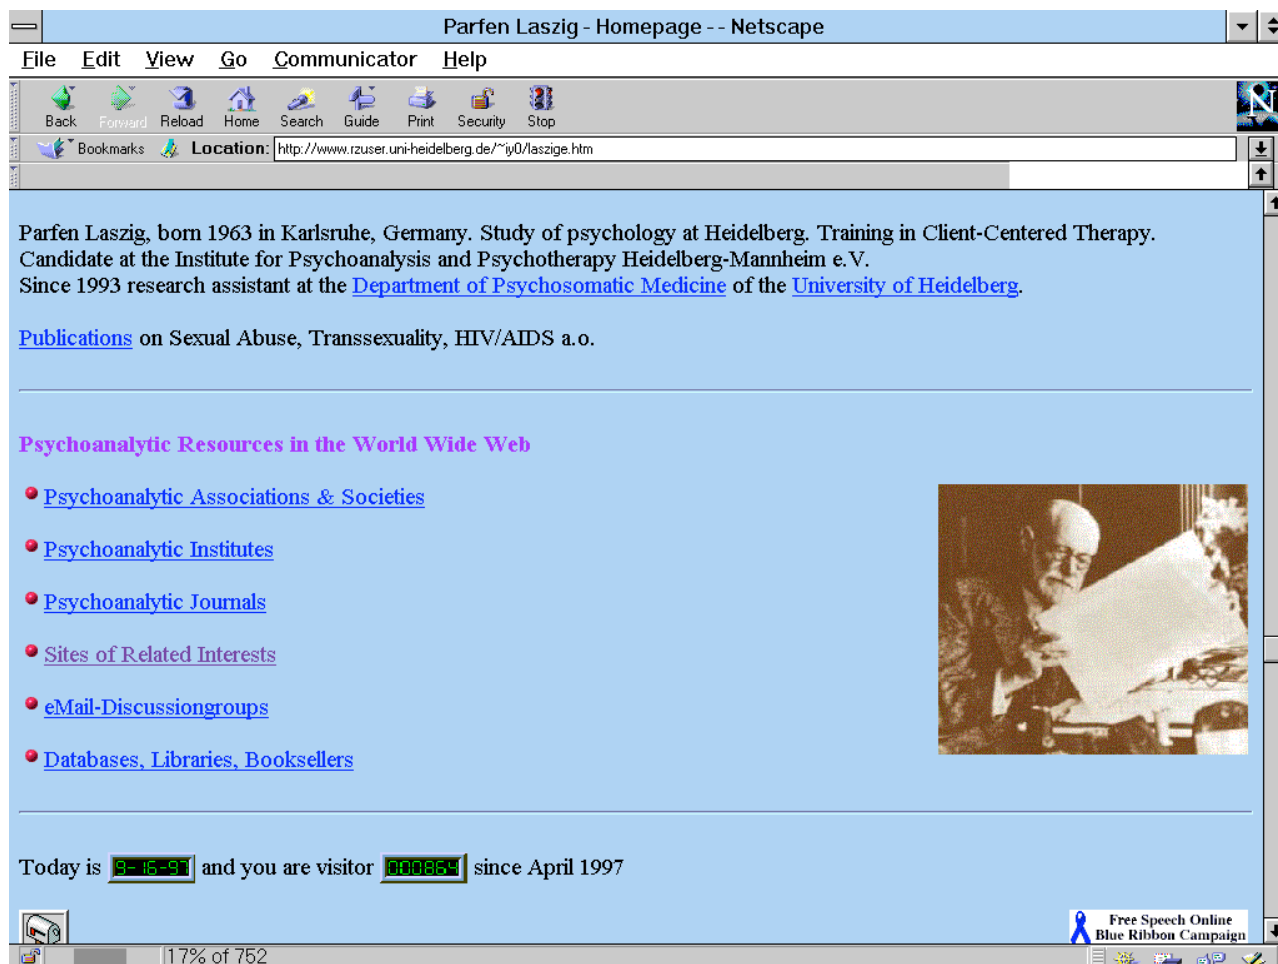 Parfen Laszig - Homepage - - Netscape
File Edit View Go Communicator Help
Back Forward Reload Home Search Guide Print Security Stop
N
Bookmarks Location: http://www.rzuser.uni-heidelberg.de/~iy0/laszige.htm
Parfen Laszig, born 1963 in Karlsruhe, Germany. Study of psychology at Heidelberg. Training in Client-Centered Therapy.
Candidate at the Institute for Psychoanalysis and Psychotherapy Heidelberg-Mannheim e.V.
Since 1993 research assistant at the Department of Psychosomatic Medicine of the University of Heidelberg.
Publications on Sexual Abuse, Transsexuality, HIV/AIDS a.o.
Psychoanalytic Resources in the World Wide Web
Psychoanalytic Associations & Societies
Psychoanalytic Institutes
Psychoanalytic Journals
Sites of Related Interests
eMail-Discussiongroups
Databases, Libraries, Booksellers
Today is 9-16-97 and you are visitor 000864 since April 1997
Free Speech Online
Blue Ribbon Campaign
17% of 752